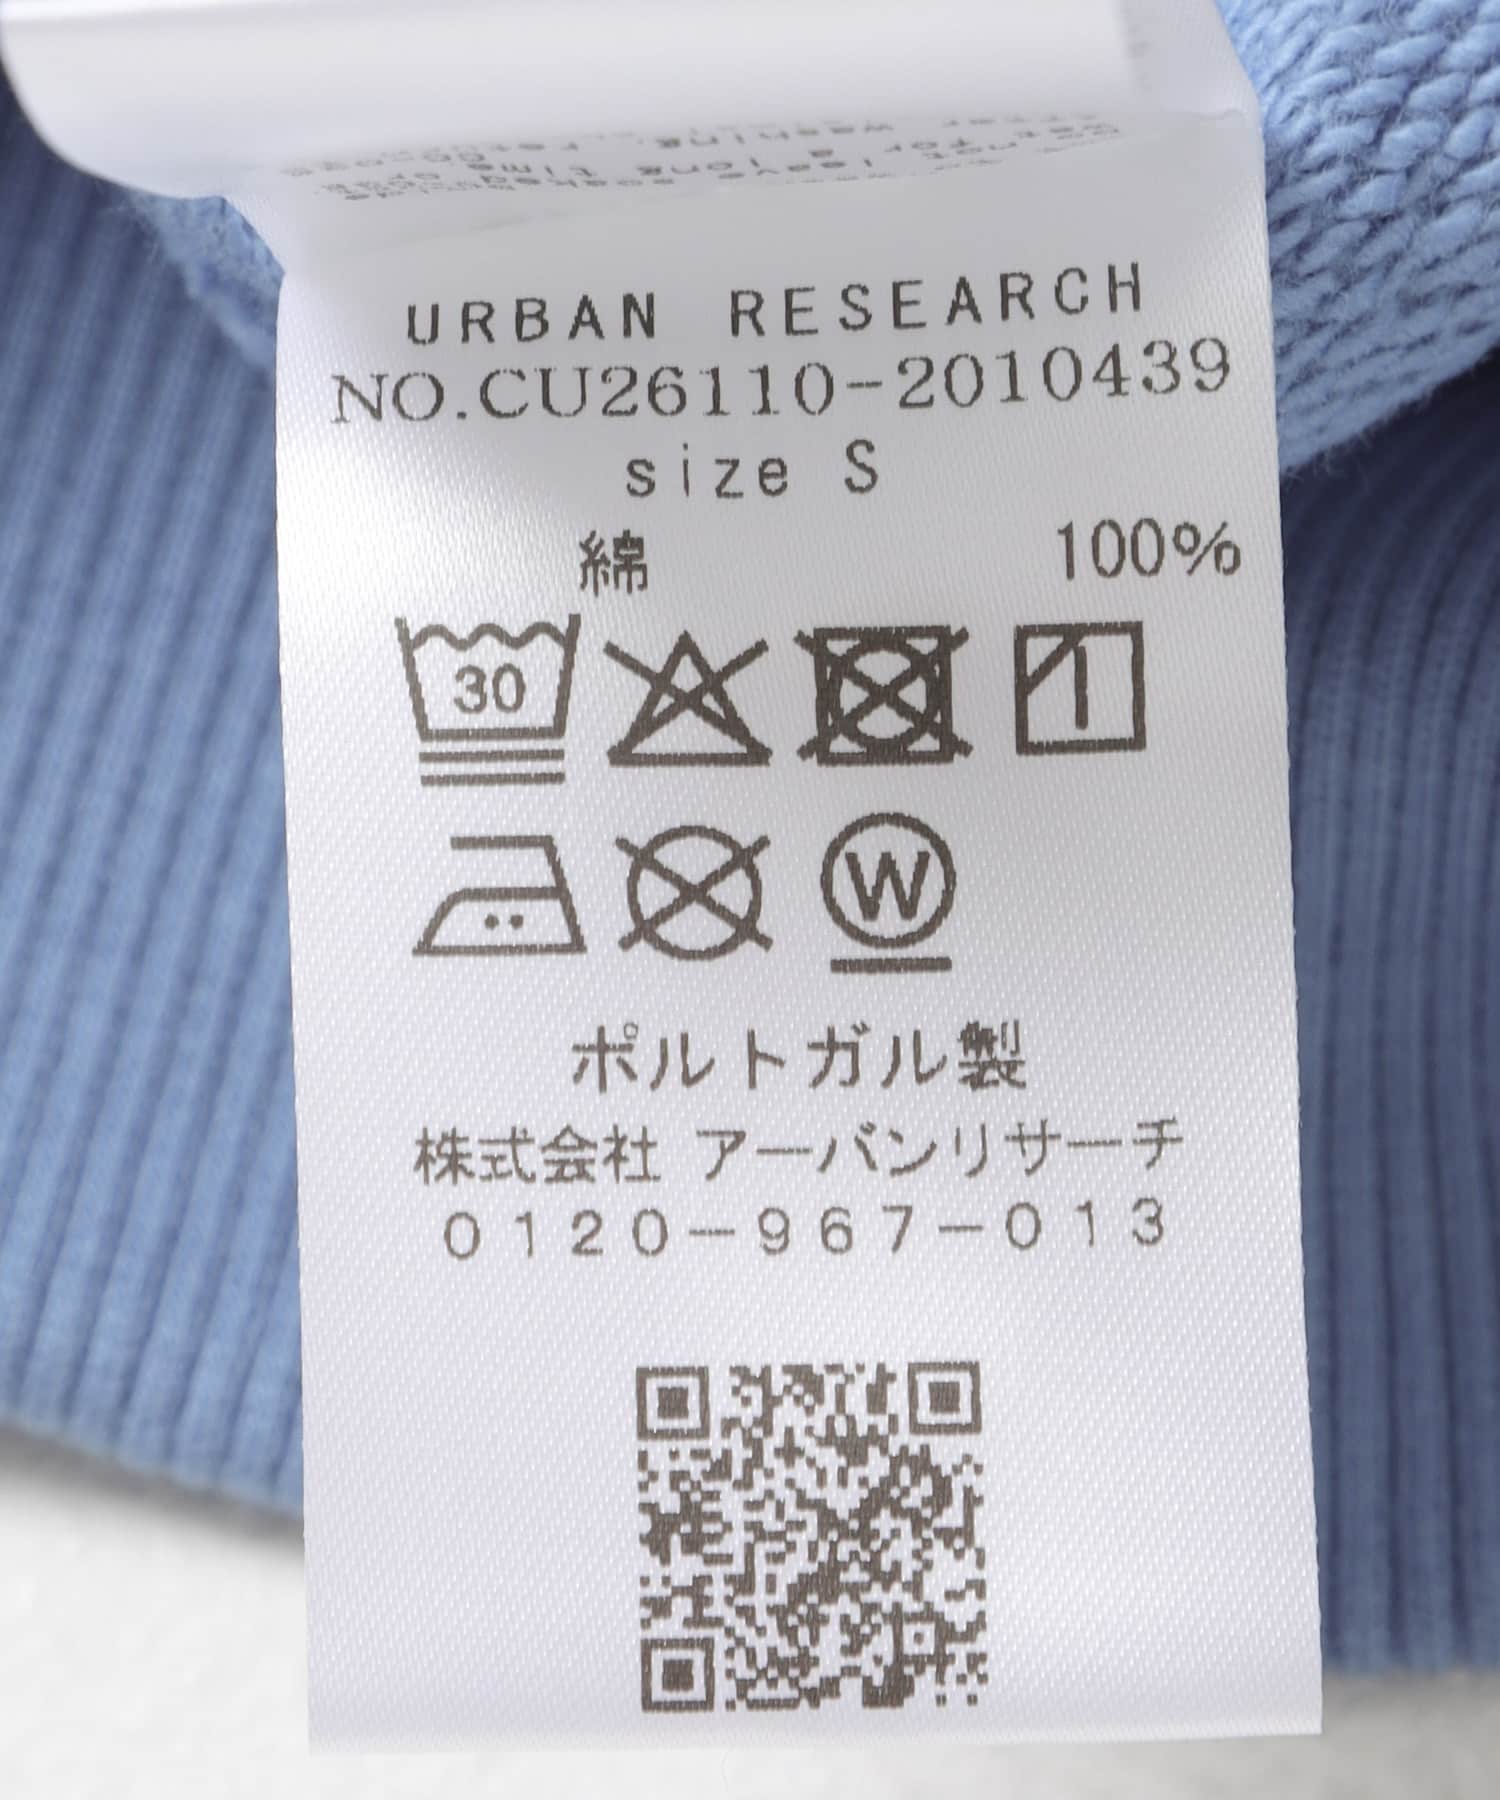 URBAN RESEARCH
NO.CU26110-2010439
size S
綿 100%
30
W
ポルトガル製
株式会社 アーバンリサーチ
0120-967-013